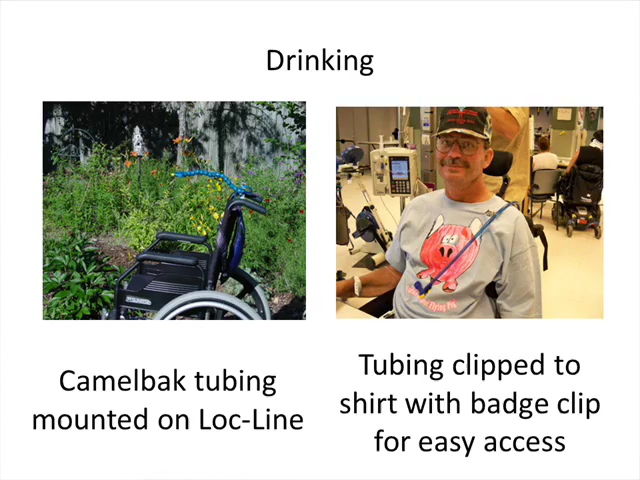 Drinking
Camelbak tubing
mounted on Loc-Line
Tubing clipped to
shirt with badge clip
for easy access